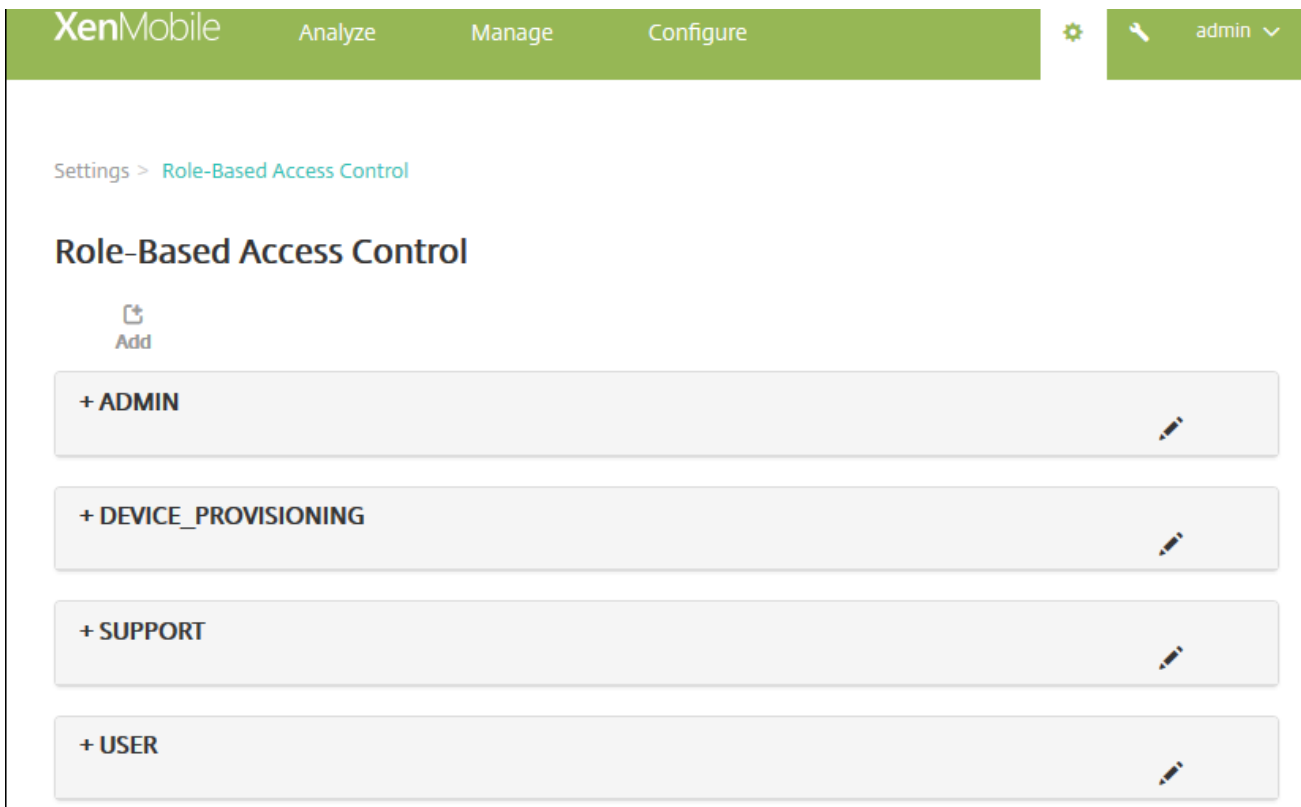 XenMobile Analyze Manage Configure admin
Settings > Role-Based Access Control
Role-Based Access Control
Add
+ ADMIN
+ DEVICE_PROVISIONING
+ SUPPORT
+ USER